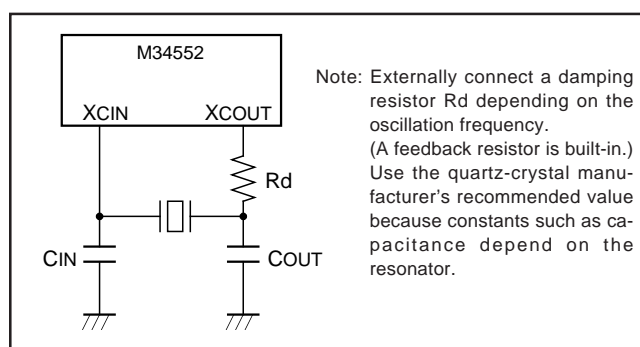 M34552
XCIN
XCOUT
Rd
CIN
COUT
Note: Externally connect a damping
resistor Rd depending on the
oscillation frequency.
(A feedback resistor is built-in.)
Use the quartz-crystal manu-
facturer's recommended value
because constants such as ca-
pacitance depend on the
resonator.